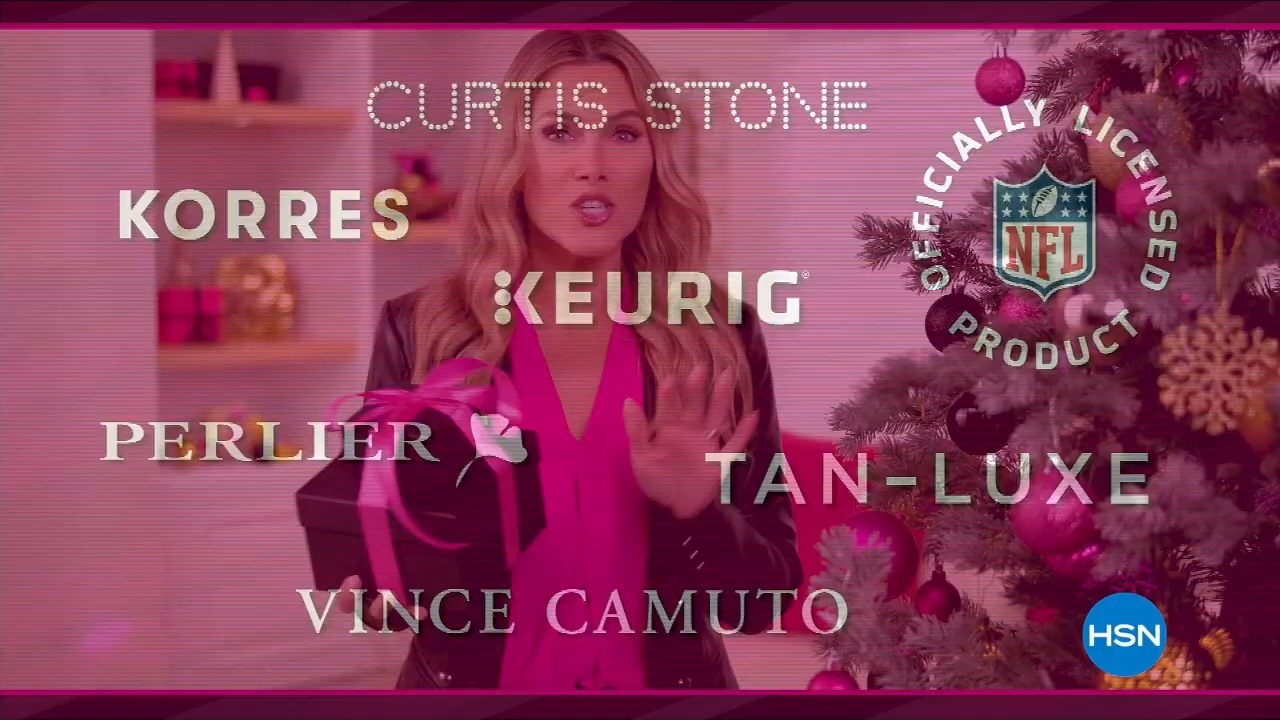 CURTIS STONE
OFFICIALLY LICENSED
NFL
PRODUCT
KORRES
KEURIG®
PERLIER
TAN-LUXE
VINCE CAMUTO
HSN